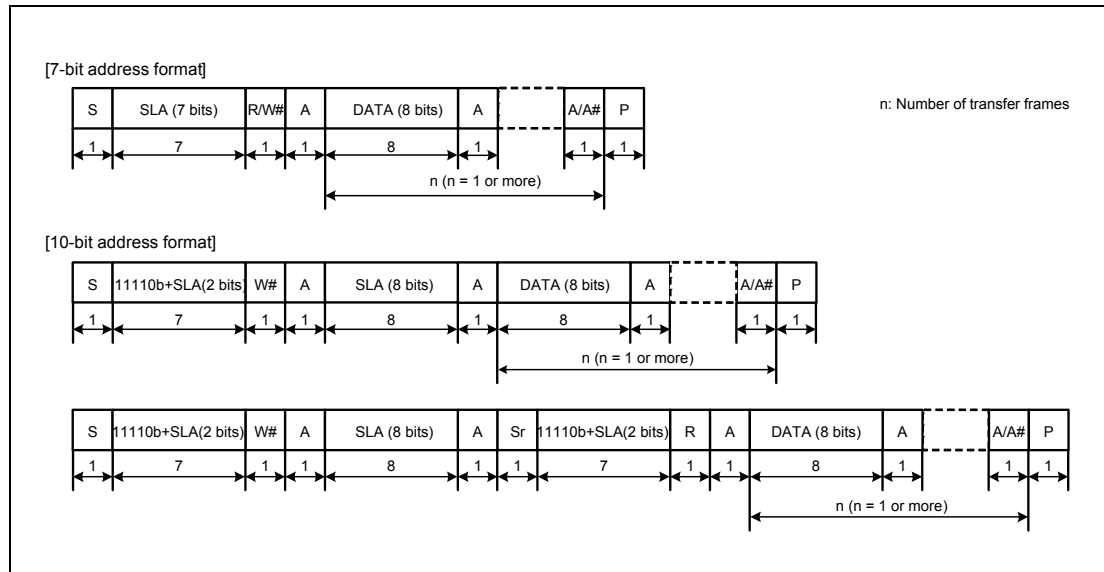 [7-bit address format]
n: Number of transfer frames
S SLA (7 bits) R/W# A DATA (8 bits) A A/A# P
1 7 1 1 8 1 1 1
n (n = 1 or more)
[10-bit address format]
S 11110b+SLA(2 bits) W# A SLA (8 bits) A DATA (8 bits) A A/A# P
1 7 1 1 8 1 8 1 1 1
n (n = 1 or more)
S 11110b+SLA(2 bits) W# A SLA (8 bits) A Sr 11110b+SLA(2 bits) R A DATA (8 bits) A A/A# P
1 7 1 1 8 1 1 7 1 1 8 1 1 1
n (n = 1 or more)